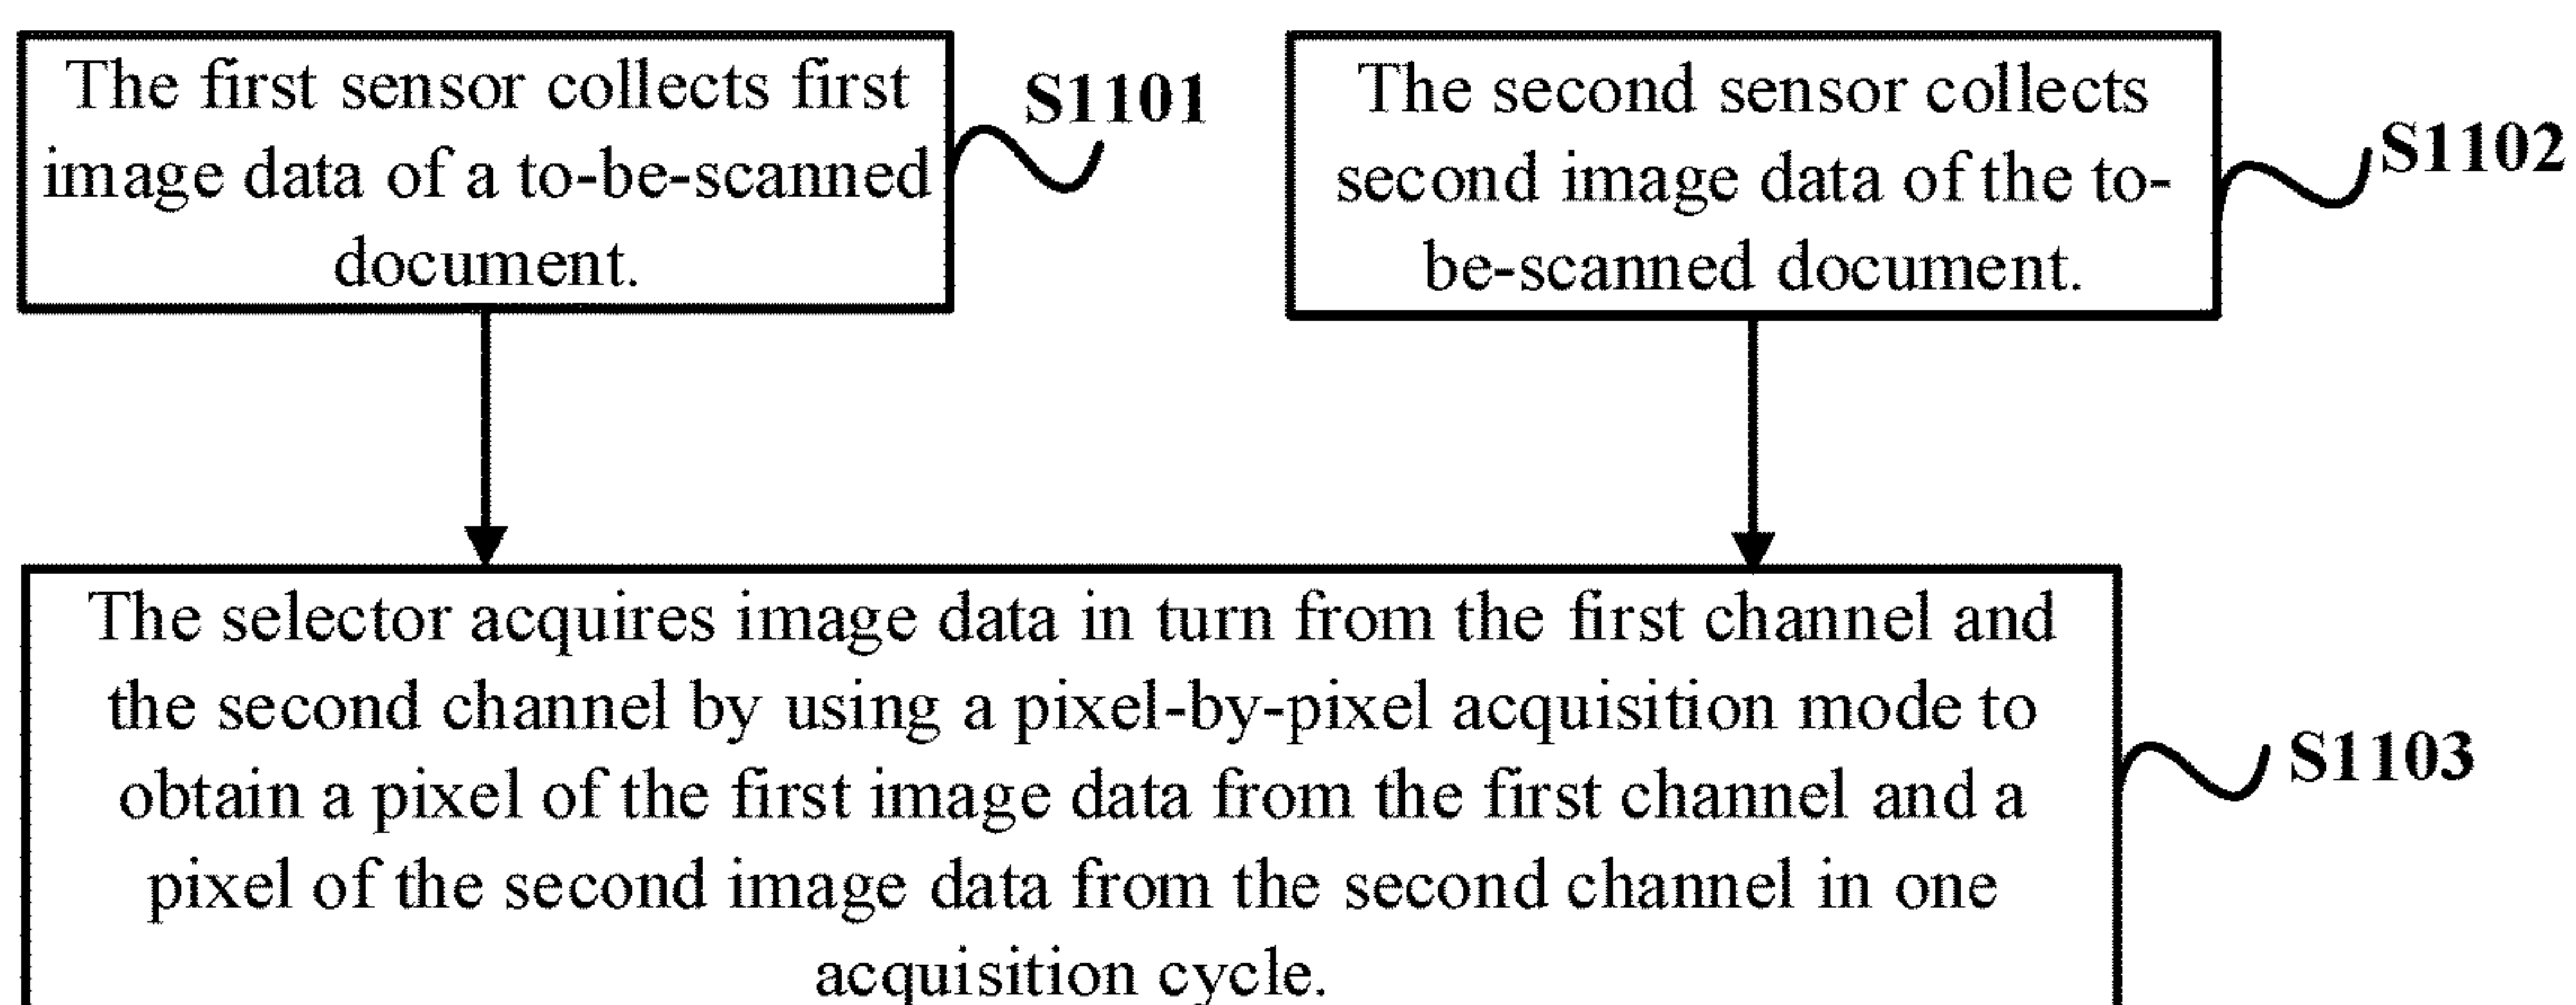 The first sensor collects first
image data of a to-be-scanned
document.
S1101
The second sensor collects
second image data of the to-
be-scanned document.
S1102
The selector acquires image data in turn from the first channel and
the second channel by using a pixel-by-pixel acquisition mode to
obtain a pixel of the first image data from the first channel and a
pixel of the second image data from the second channel in one
acquisition cycle.
S1103